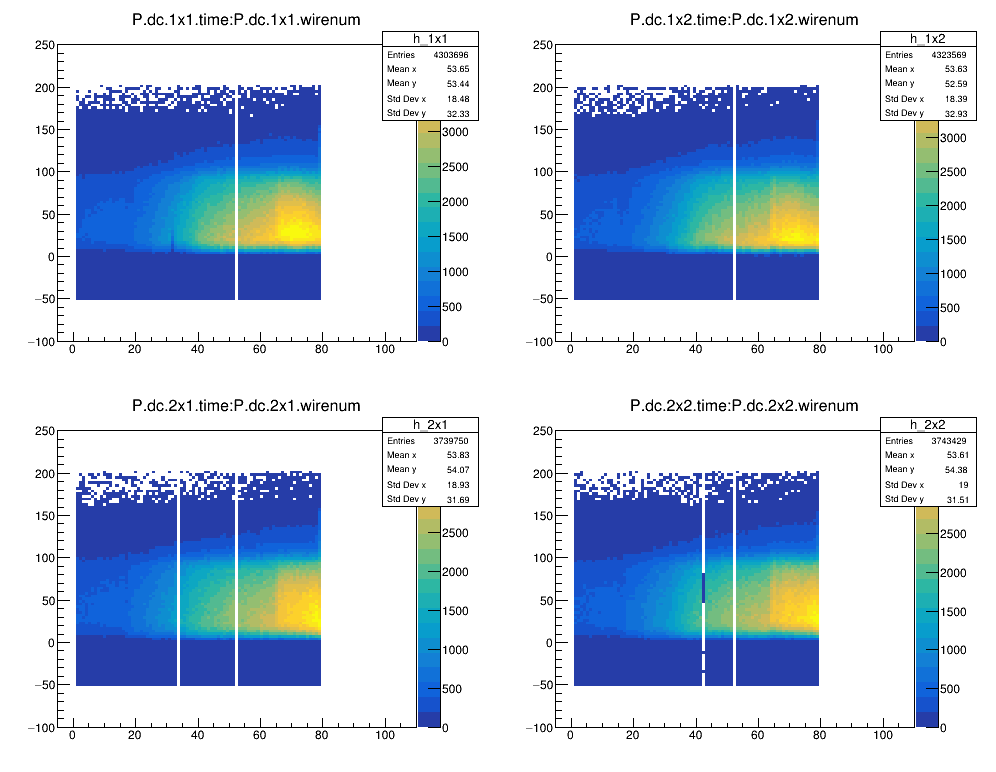 P.dc.1x1.time:P.dc.1x1.wirenum
h_1x1
Entries 4303696
Mean x 53.65
Mean y 53.44
Std Dev x 18.48
Std Dev y 32.33
250
200
150
100
50
0
−50
−100
0 20 40 60 80 100
3000
2500
2000
1500
1000
500
0
P.dc.1x2.time:P.dc.1x2.wirenum
h_1x2
Entries 4323569
Mean x 53.63
Mean y 52.59
Std Dev x 18.39
Std Dev y 32.93
250
200
150
100
50
0
−50
−100
0 20 40 60 80 100
3000
2500
2000
1500
1000
500
0
P.dc.2x1.time:P.dc.2x1.wirenum
h_2x1
Entries 3739750
Mean x 53.83
Mean y 54.07
Std Dev x 18.93
Std Dev y 31.69
250
200
150
100
50
0
−50
−100
0 20 40 60 80 100
2500
2000
1500
1000
500
0
P.dc.2x2.time:P.dc.2x2.wirenum
h_2x2
Entries 3743429
Mean x 53.61
Mean y 54.38
Std Dev x 19
Std Dev y 31.51
250
200
150
100
50
0
−50
−100
0 20 40 60 80 100
2500
2000
1500
1000
500
0